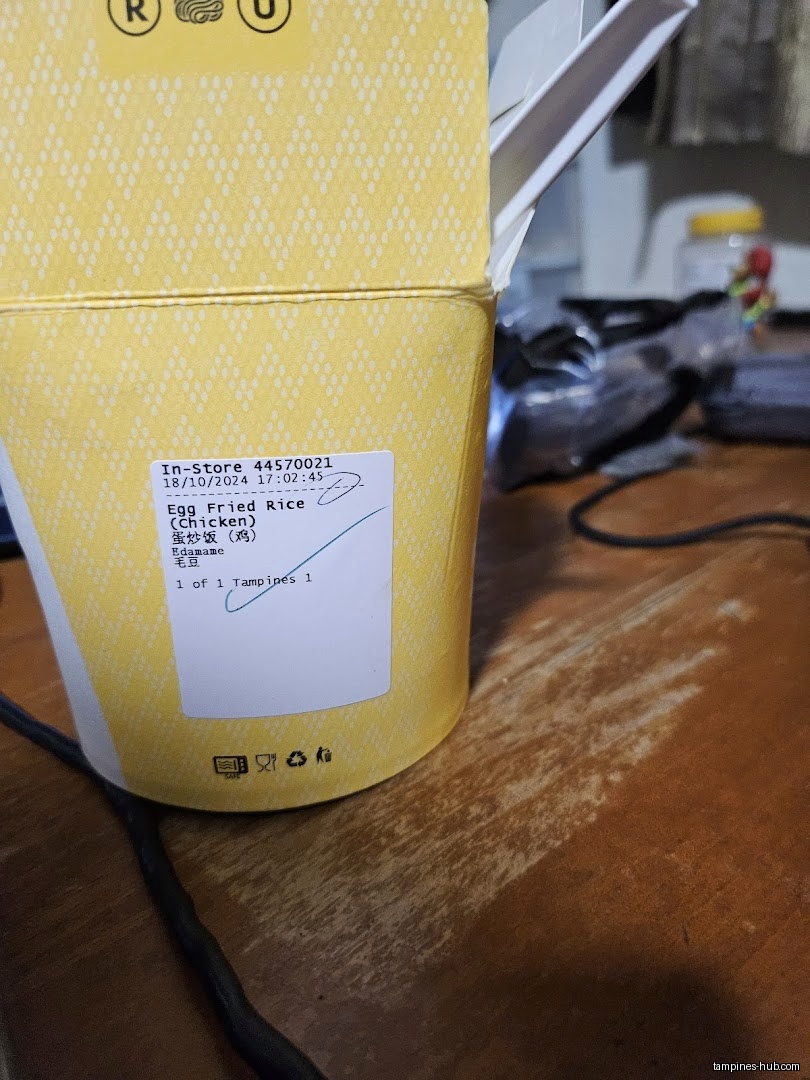 R U
In-Store 44570021
18/10/2024 17:02:45
Egg Fried Rice
(Chicken)
蛋炒饭 (鸡)
Edamame
毛豆
1 of 1 Tampines 1
SAFE
tampines-hub.com